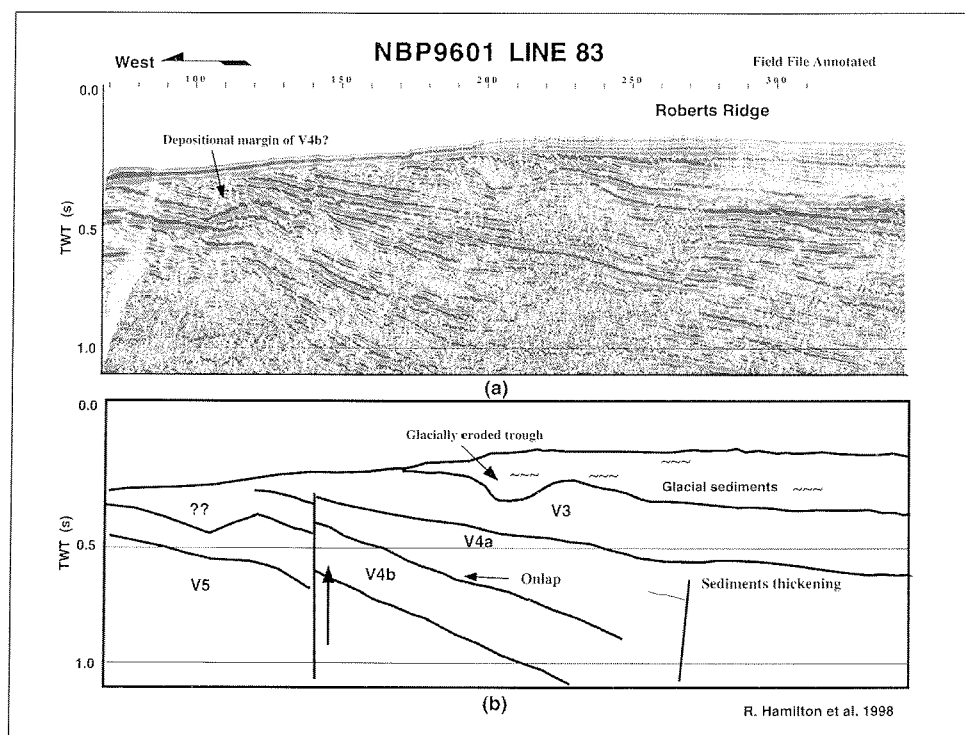 NBP9601 LINE 83
West
Field File Annotated
100 200 250 300
Roberts Ridge
0.0
Depositional margin of V4b?
TWT (s)
0.5
1.0
(a)
0.0
Glacially eroded trough
~~~ ~~~ ~~~
Glacial sediments ~~~
??
V3
V4a
TWT (s)
0.5
V5
V4b
Onlap
Sediments thickening
1.0
(b)
R. Hamilton et al. 1998